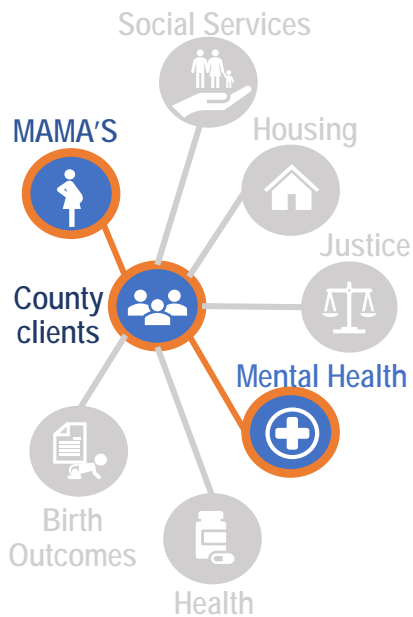 Social Services
MAMA'S
Housing
Justice
County
clients
Mental Health
Birth
Outcomes
Health